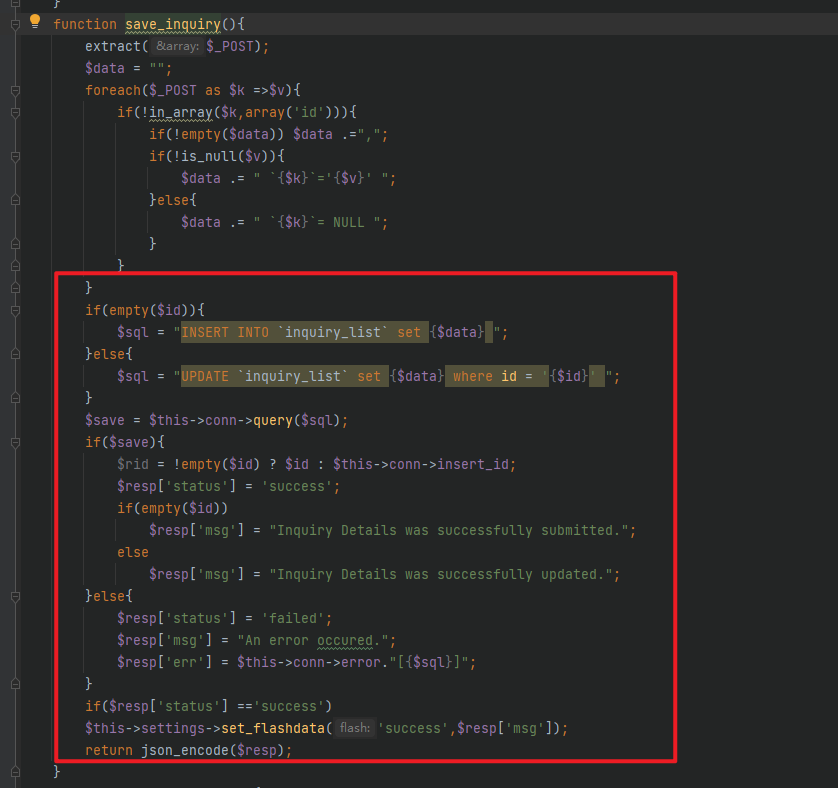 }
function save_inquiry(){
extract( &array: $_POST);
$data = "";
foreach($_POST as $k =>$v){
if(!in_array($k,array('id'))){
if(!empty($data)) $data .=",";
if(!is_null($v)){
$data .= " `{$k}`='{$v}' ";
}else{
$data .= " `{$k}`= NULL ";
}
}
}
if(empty($id)){
$sql = "INSERT INTO `inquiry_list` set {$data} ";
}else{
$sql = "UPDATE `inquiry_list` set {$data} where id = '{$id}' ";
}
$save = $this->conn->query($sql);
if($save){
$rid = !empty($id) ? $id : $this->conn->insert_id;
$resp['status'] = 'success';
if(empty($id))
$resp['msg'] = "Inquiry Details was successfully submitted.";
else
$resp['msg'] = "Inquiry Details was successfully updated.";
}else{
$resp['status'] = 'failed';
$resp['msg'] = "An error occured.";
$resp['err'] = $this->conn->error."[{$sql}]";
}
if($resp['status'] =='success')
$this->settings->set_flashdata( flash: 'success',$resp['msg']);
return json_encode($resp);
}